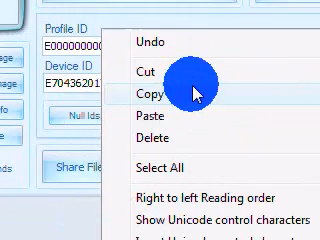 Profile ID
E000000000
Device ID
E70436201
Null Ids
Share File
Undo
Cut
Copy
Paste
Delete
Select All
Right to left Reading order
Show Unicode control characters